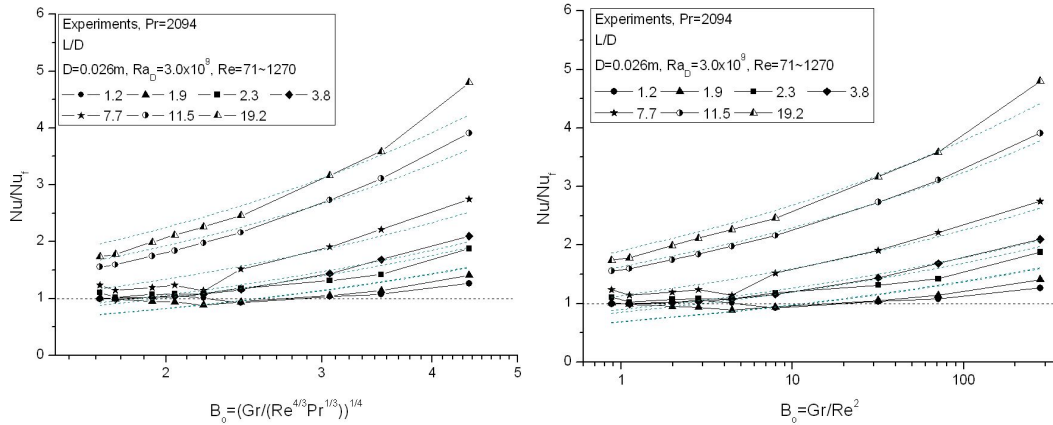 Experiments, Pr=2094
L/D
D=0.026m, Ra_D=3.0x10^9, Re=71~1270
1.2 1.9 2.3 3.8
7.7 11.5 19.2
Nu/Nu_f
6
5
4
3
2
1
0
2 3 4 5
B_o=(Gr/(Re^{4/3}Pr^{1/3}))^{1/4}
Experiments, Pr=2094
L/D
D=0.026m, Ra_D=3.0x10^9, Re=71~1270
1.2 1.9 2.3 3.8
7.7 11.5 19.2
Nu/Nu_f
6
5
4
3
2
1
0
1 10 100
B_o=Gr/Re^2